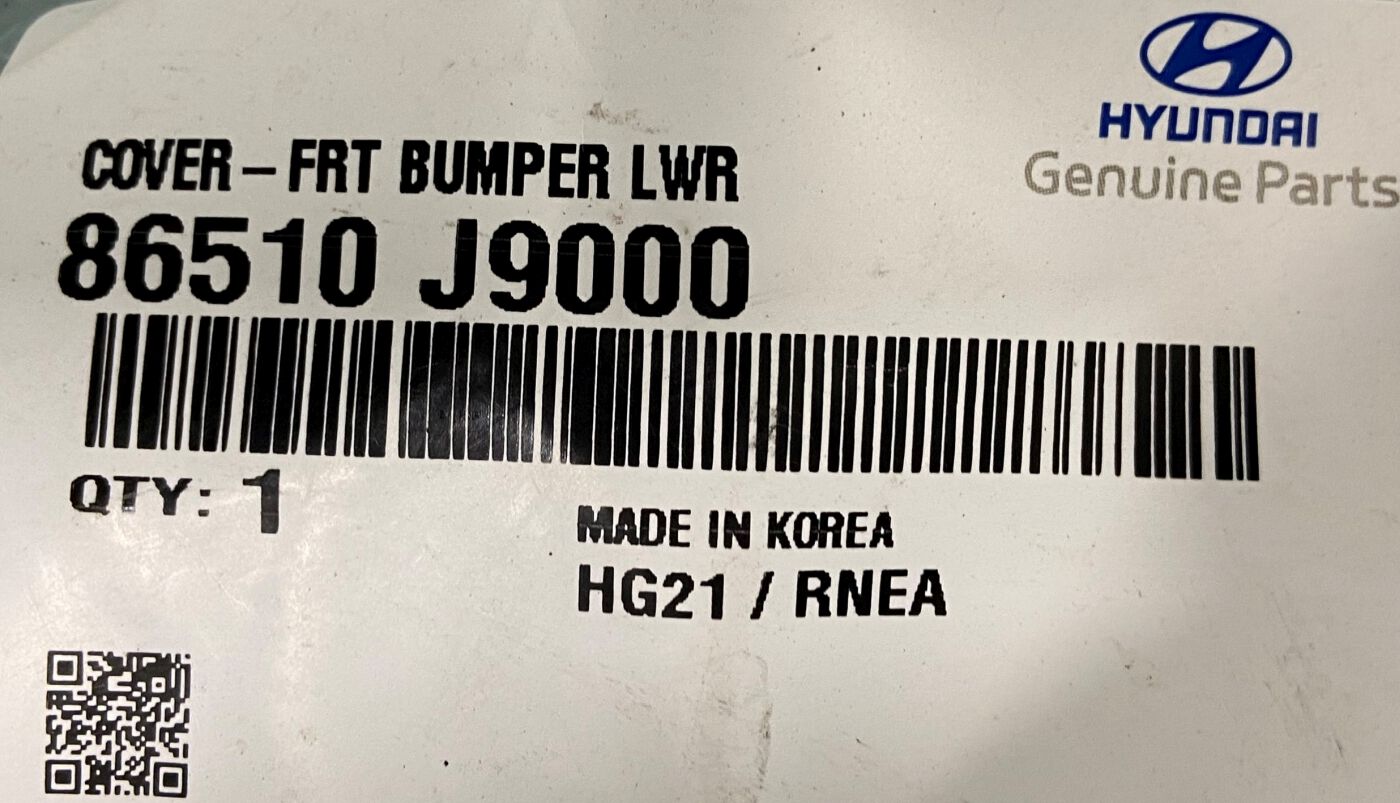 HYUNDAI
Genuine Parts
COVER-FRT BUMPER LWR
86510 J9000
QTY: 1
MADE IN KOREA
HG21 / RNEA